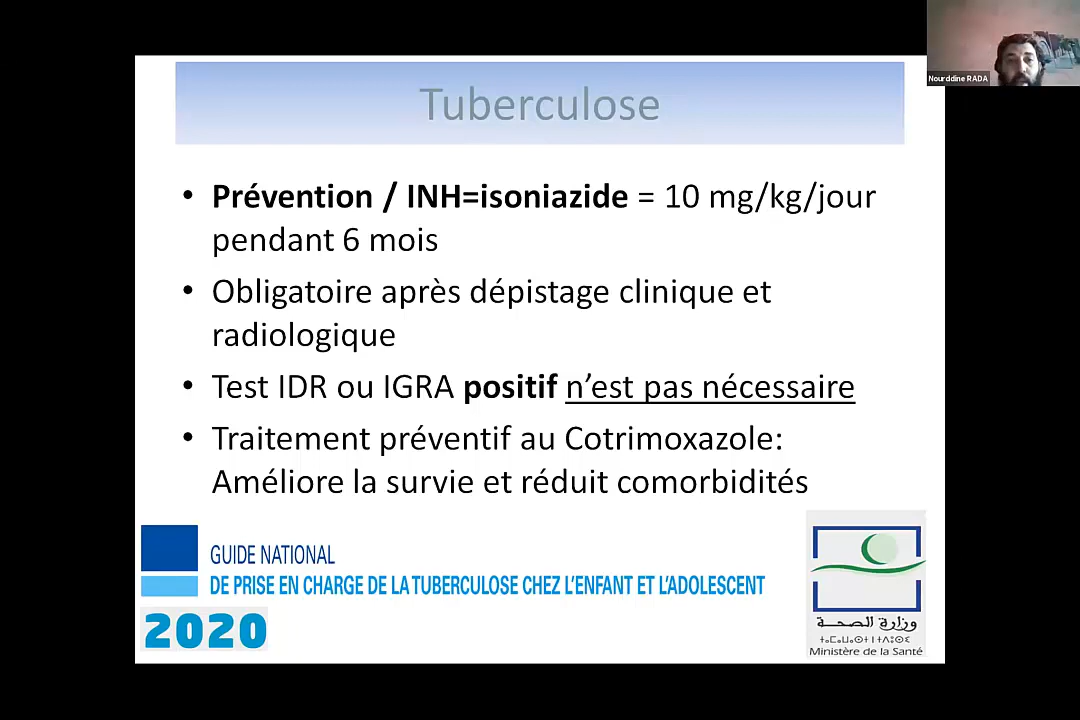 Nourddine RADA
Tuberculose
• Prévention / INH=isoniazide = 10 mg/kg/jour
pendant 6 mois
• Obligatoire après dépistage clinique et
radiologique
• Test IDR ou IGRA positif n’est pas nécessaire
• Traitement préventif au Cotrimoxazole:
Améliore la survie et réduit comorbidités
GUIDE NATIONAL
DE PRISE EN CHARGE DE LA TUBERCULOSE CHEZ L’ENFANT ET L’ADOLESCENT
2020
وزارة الصحة
ⵜⴰⵎⴰⵡⴰⵙⵜ ⵏ ⵜⴷⵓⵙⵉ
Ministère de la Santé